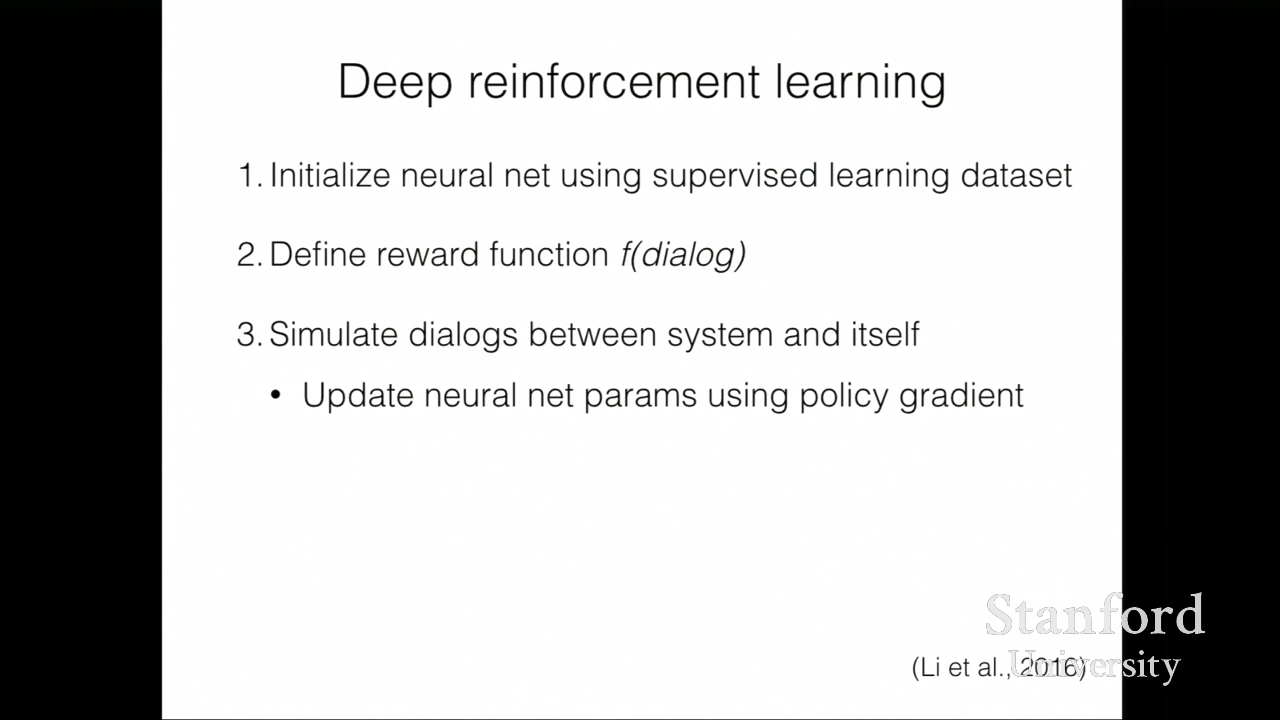 Deep reinforcement learning
1. Initialize neural net using supervised learning dataset
2. Define reward function f(dialog)
3. Simulate dialogs between system and itself
• Update neural net params using policy gradient
Stanford
University
(Li et al., 2016)